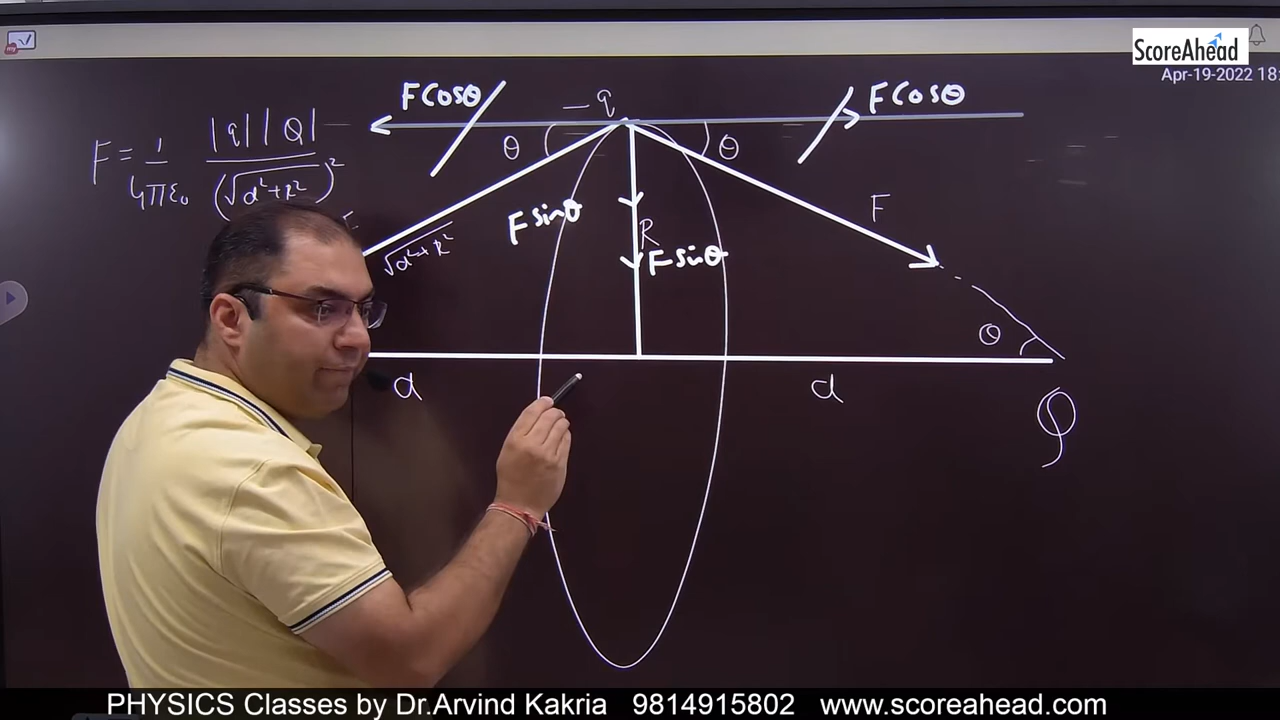 ScoreAhead
Apr-19-2022 18:
Fcosθ
-q
Fcosθ
θ
θ
F = 1/4πε₀ |q||Q|/(√d²+R²)²
√d²+R²
Fsinθ
R
Fsinθ
F
θ
d
d
Q
PHYSICS Classes by Dr.Arvind Kakria 9814915802 www.scoreahead.com